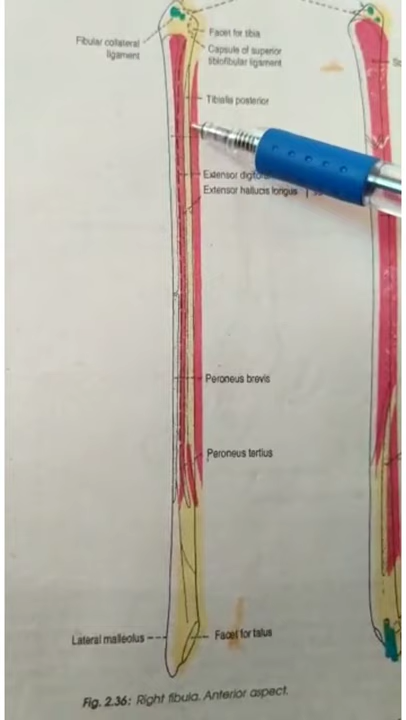 Facet for tibia
Fibular collateral
ligament
Capsule of superior
tibiofibular ligament
Tibialis posterior
Extensor
Extensor hallucis longus
Peroneus brevis
Peroneus tertius
Lateral malleolus
Facet for talus
Fig. 2.36: Right fibula. Anterior aspect.